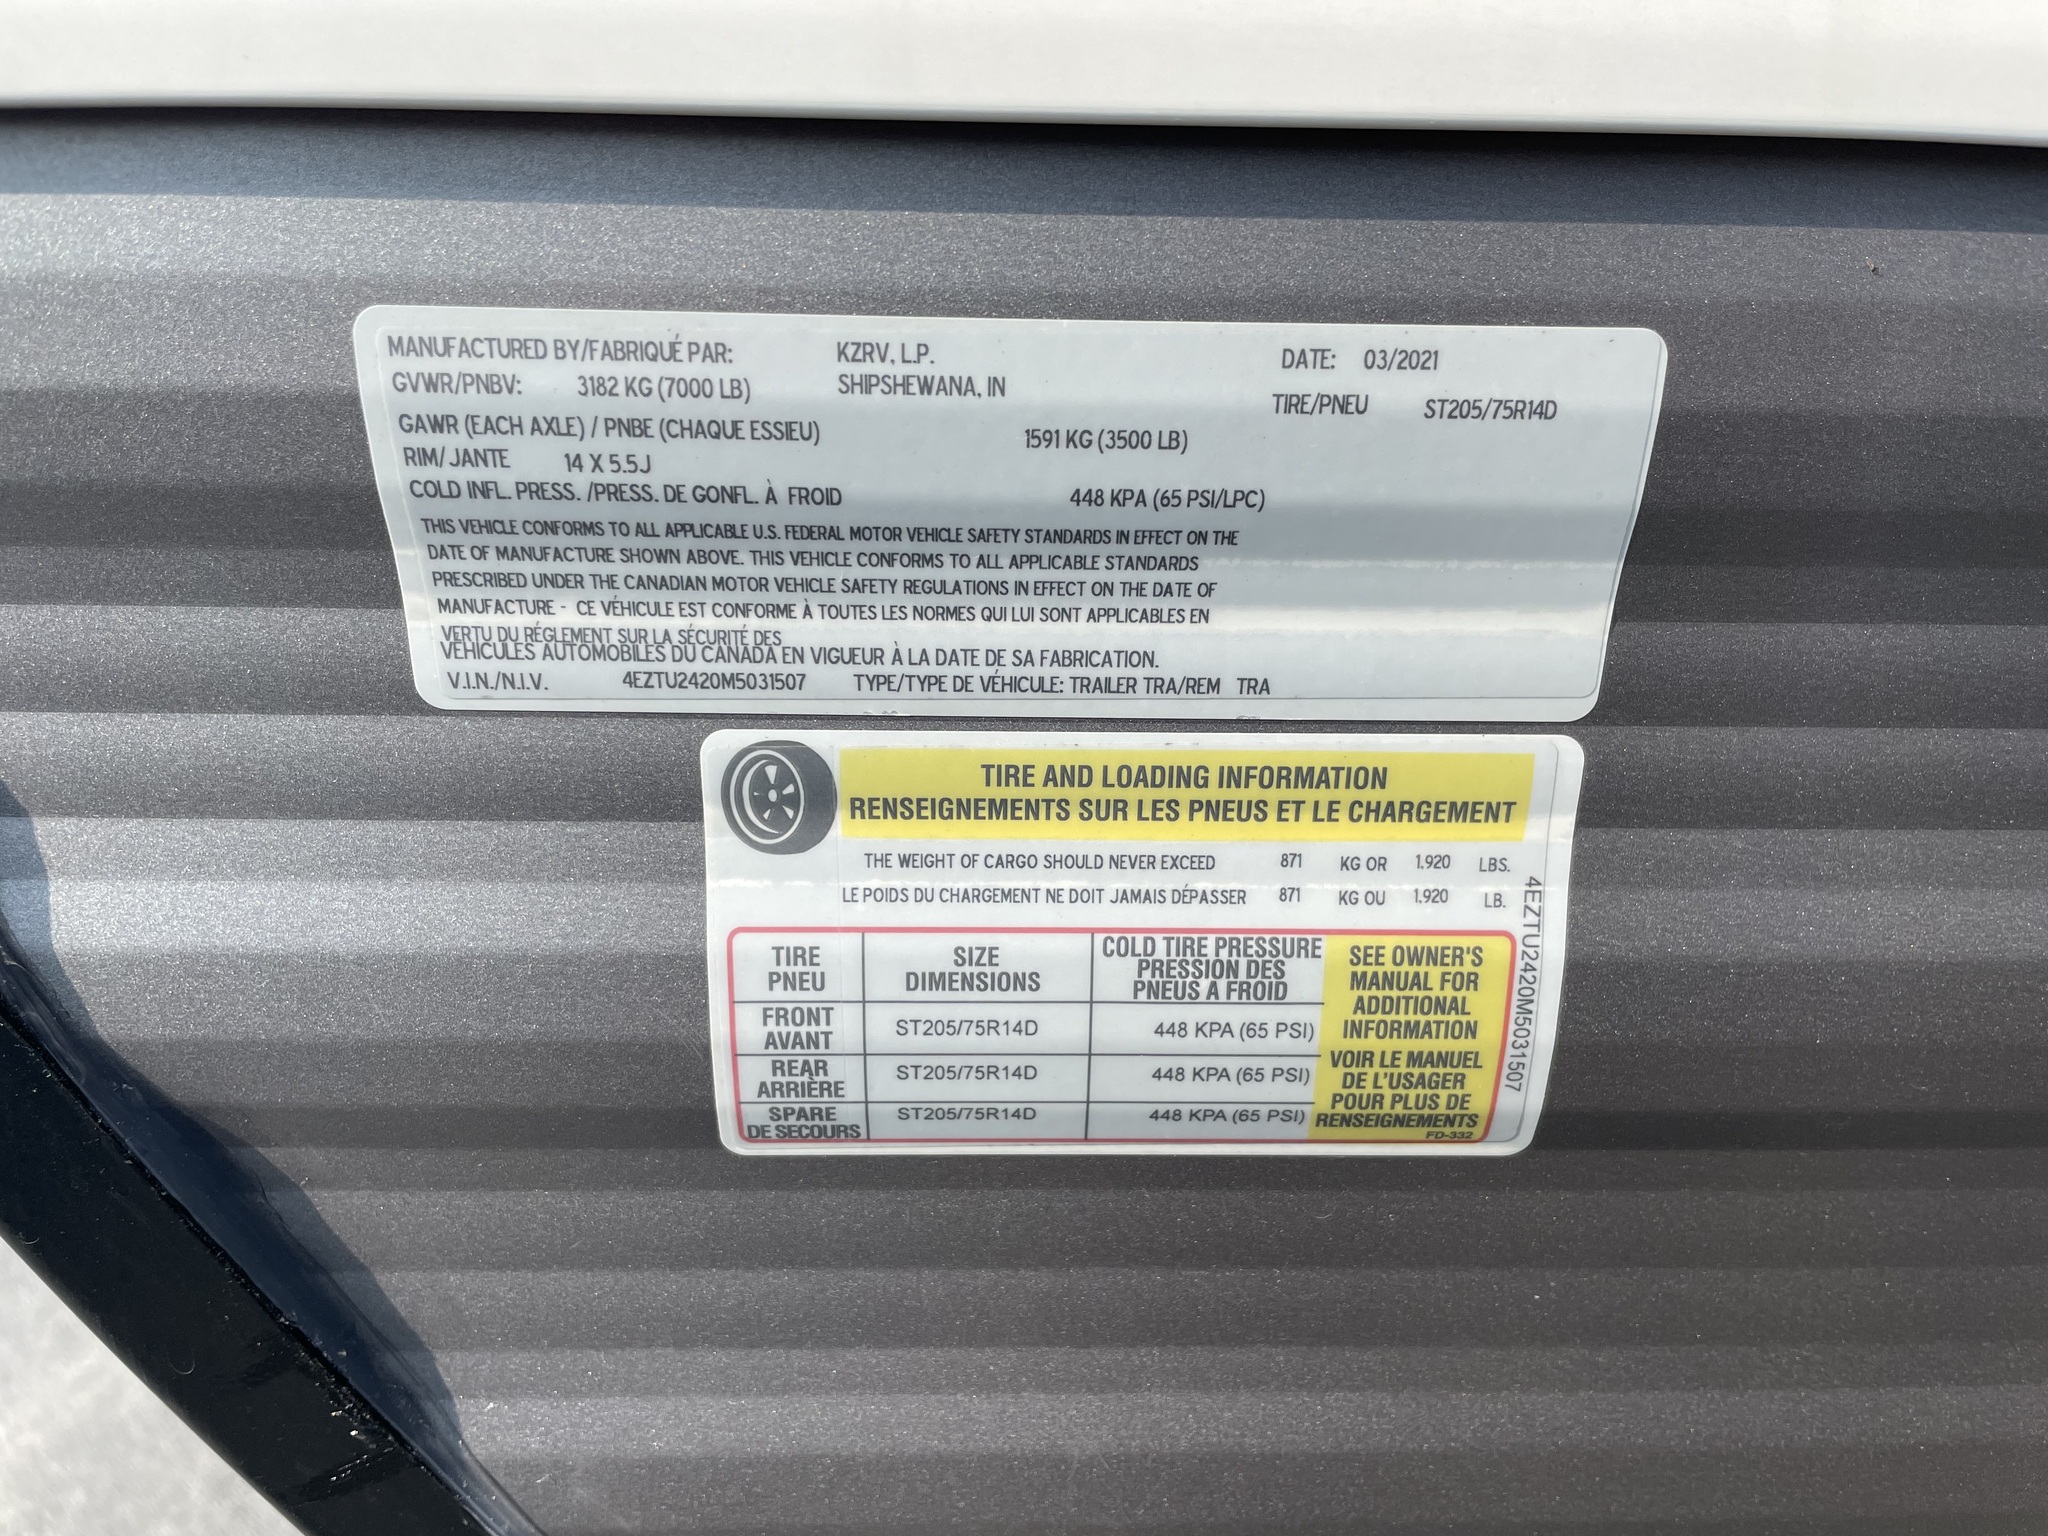 MANUFACTURED BY/FABRIQUÉ PAR: KZRV, L.P. DATE: 03/2021
GVWR/PNBV: 3182 KG (7000 LB) SHIPSHEWANA, IN
TIRE/PNEU ST205/75R14D
GAWR (EACH AXLE) / PNBE (CHAQUE ESSIEU) 1591 KG (3500 LB)
RIM/JANTE 14 X 5.5J
COLD INFL. PRESS. /PRESS. DE GONFL. À FROID 448 KPA (65 PSI/LPC)
THIS VEHICLE CONFORMS TO ALL APPLICABLE U.S. FEDERAL MOTOR VEHICLE SAFETY STANDARDS IN EFFECT ON THE
DATE OF MANUFACTURE SHOWN ABOVE. THIS VEHICLE CONFORMS TO ALL APPLICABLE STANDARDS
PRESCRIBED UNDER THE CANADIAN MOTOR VEHICLE SAFETY REGULATIONS IN EFFECT ON THE DATE OF
MANUFACTURE - CE VÉHICULE EST CONFORME À TOUTES LES NORMES QUI LUI SONT APPLICABLES EN
VERTU DU RÉGLEMENT SUR LA SÉCURITÉ DES
VEHICULES AUTOMOBILES DU CANADA EN VIGUEUR À LA DATE DE SA FABRICATION.
V.I.N./N.I.V. 4EZTU2420M5031507 TYPE/TYPE DE VÉHICULE: TRAILER TRA/REM TRA
TIRE AND LOADING INFORMATION
RENSEIGNEMENTS SUR LES PNEUS ET LE CHARGEMENT
THE WEIGHT OF CARGO SHOULD NEVER EXCEED 871 KG OR 1.920 LBS.
LE POIDS DU CHARGEMENT NE DOIT JAMAIS DÉPASSER 871 KG OU 1.920 LB.
TIRE
PNEU
SIZE
DIMENSIONS
COLD TIRE PRESSURE
PRESSION DES
PNEUS A FROID
FRONT
AVANT
ST205/75R14D
448 KPA (65 PSI)
REAR
ARRIÈRE
ST205/75R14D
448 KPA (65 PSI)
SPARE
DE SECOURS
ST205/75R14D
448 KPA (65 PSI)
SEE OWNER'S
MANUAL FOR
ADDITIONAL
INFORMATION
VOIR LE MANUEL
DE L'USAGER
POUR PLUS DE
RENSEIGNEMENTS
FD-332
4EZTU2420M5031507